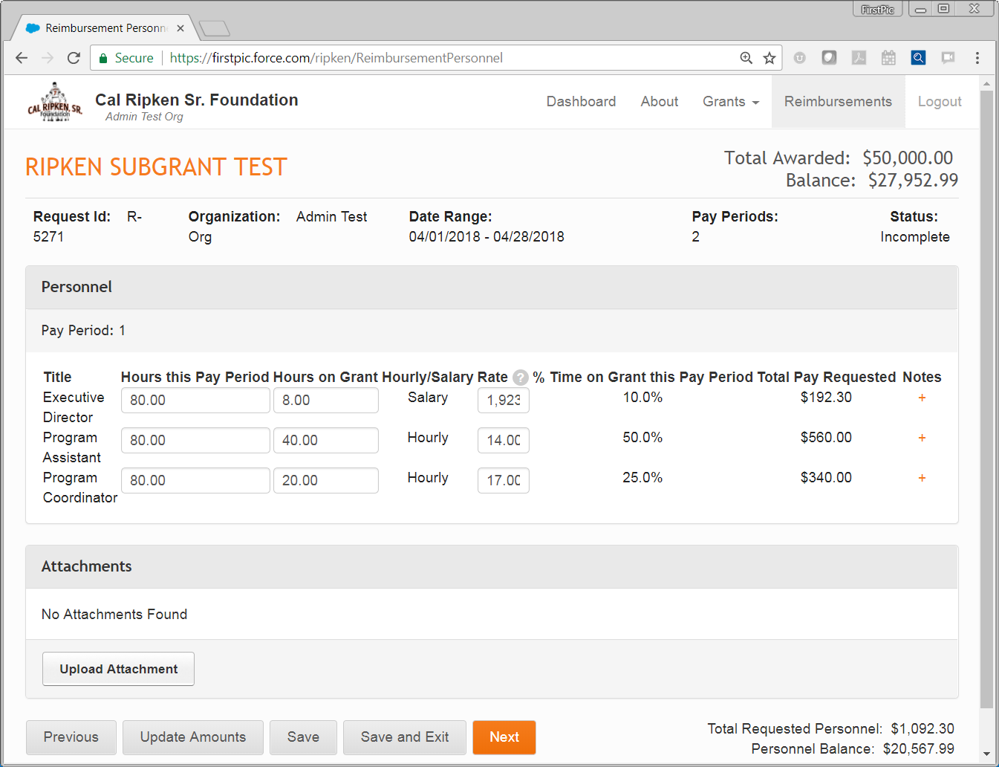 FirstPic
Reimbursement Personn
Secure https://firstpic.force.com/ripken/ReimbursementPersonnel
CAL RIPKEN, SR.
Foundation
Cal Ripken Sr. Foundation
Admin Test Org
Dashboard About Grants Reimbursements Logout
RIPKEN SUBGRANT TEST
Total Awarded: $50,000.00
Balance: $27,952.99
Request Id: R-
5271
Organization: Admin Test
Org
Date Range:
04/01/2018 - 04/28/2018
Pay Periods:
2
Status:
Incomplete
Personnel
Pay Period: 1
Title Hours this Pay Period Hours on Grant Hourly/Salary Rate ? % Time on Grant this Pay Period Total Pay Requested Notes
Executive Director 80.00 8.00 Salary 1,923 10.0% $192.30 +
Program Assistant 80.00 40.00 Hourly 14.00 50.0% $560.00 +
Program Coordinator 80.00 20.00 Hourly 17.00 25.0% $340.00 +
Attachments
No Attachments Found
Upload Attachment
Previous Update Amounts Save Save and Exit Next
Total Requested Personnel: $1,092.30
Personnel Balance: $20,567.99